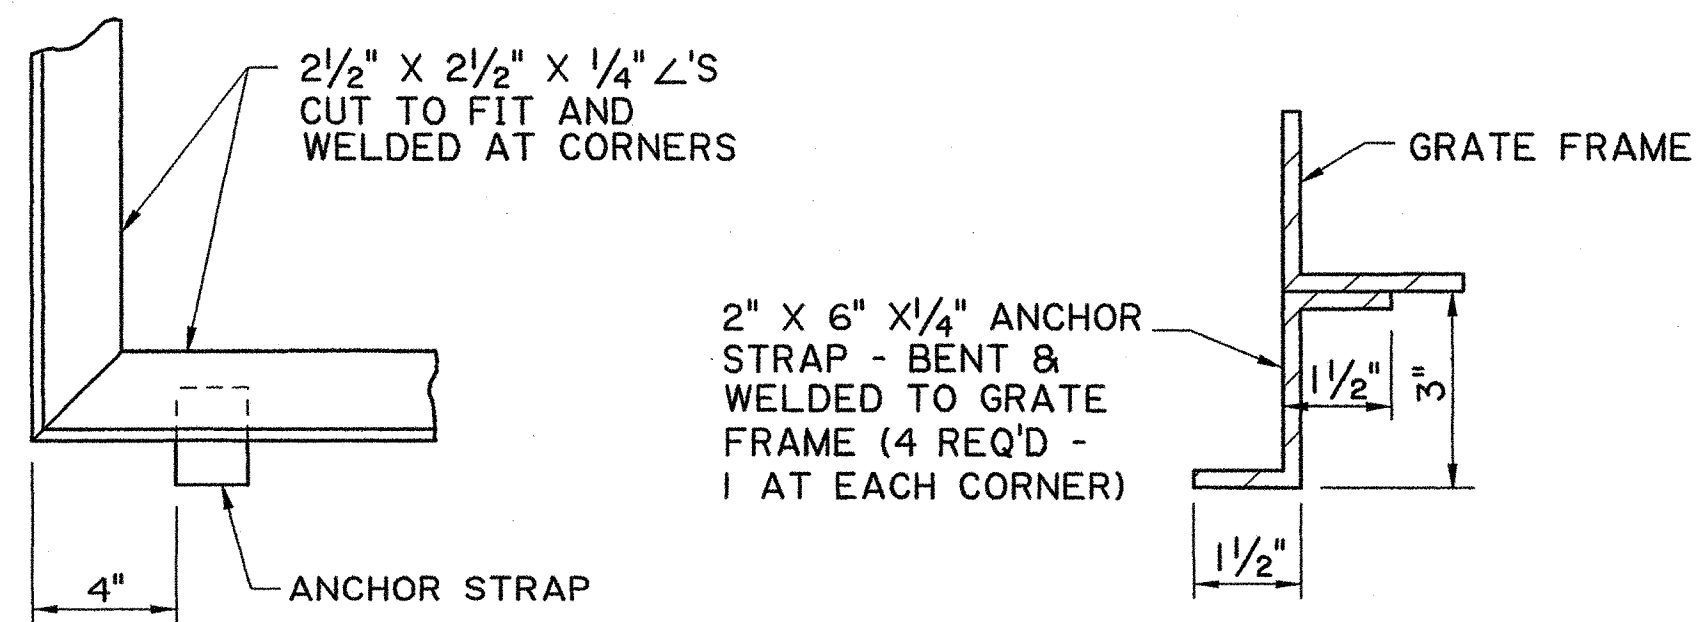 2½" X 2½" X ¼" ∠'S
CUT TO FIT AND
WELDED AT CORNERS
4"
ANCHOR STRAP
GRATE FRAME
2" X 6" X¼" ANCHOR
STRAP - BENT &
WELDED TO GRATE
FRAME (4 REQ'D -
1 AT EACH CORNER)
1½"
3"
1½"